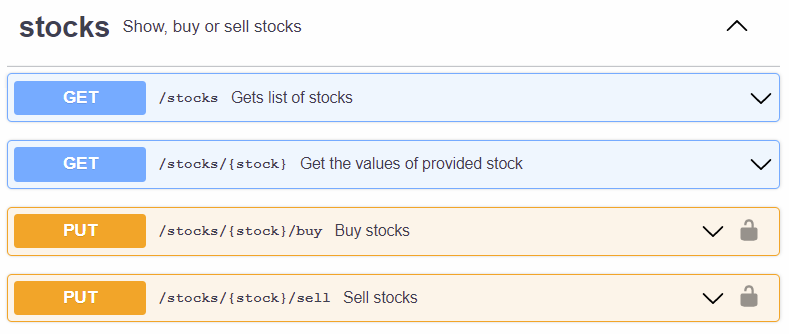 stocks Show, buy or sell stocks
GET /stocks Gets list of stocks
GET /stocks/{stock} Get the values of provided stock
PUT /stocks/{stock}/buy Buy stocks
PUT /stocks/{stock}/sell Sell stocks